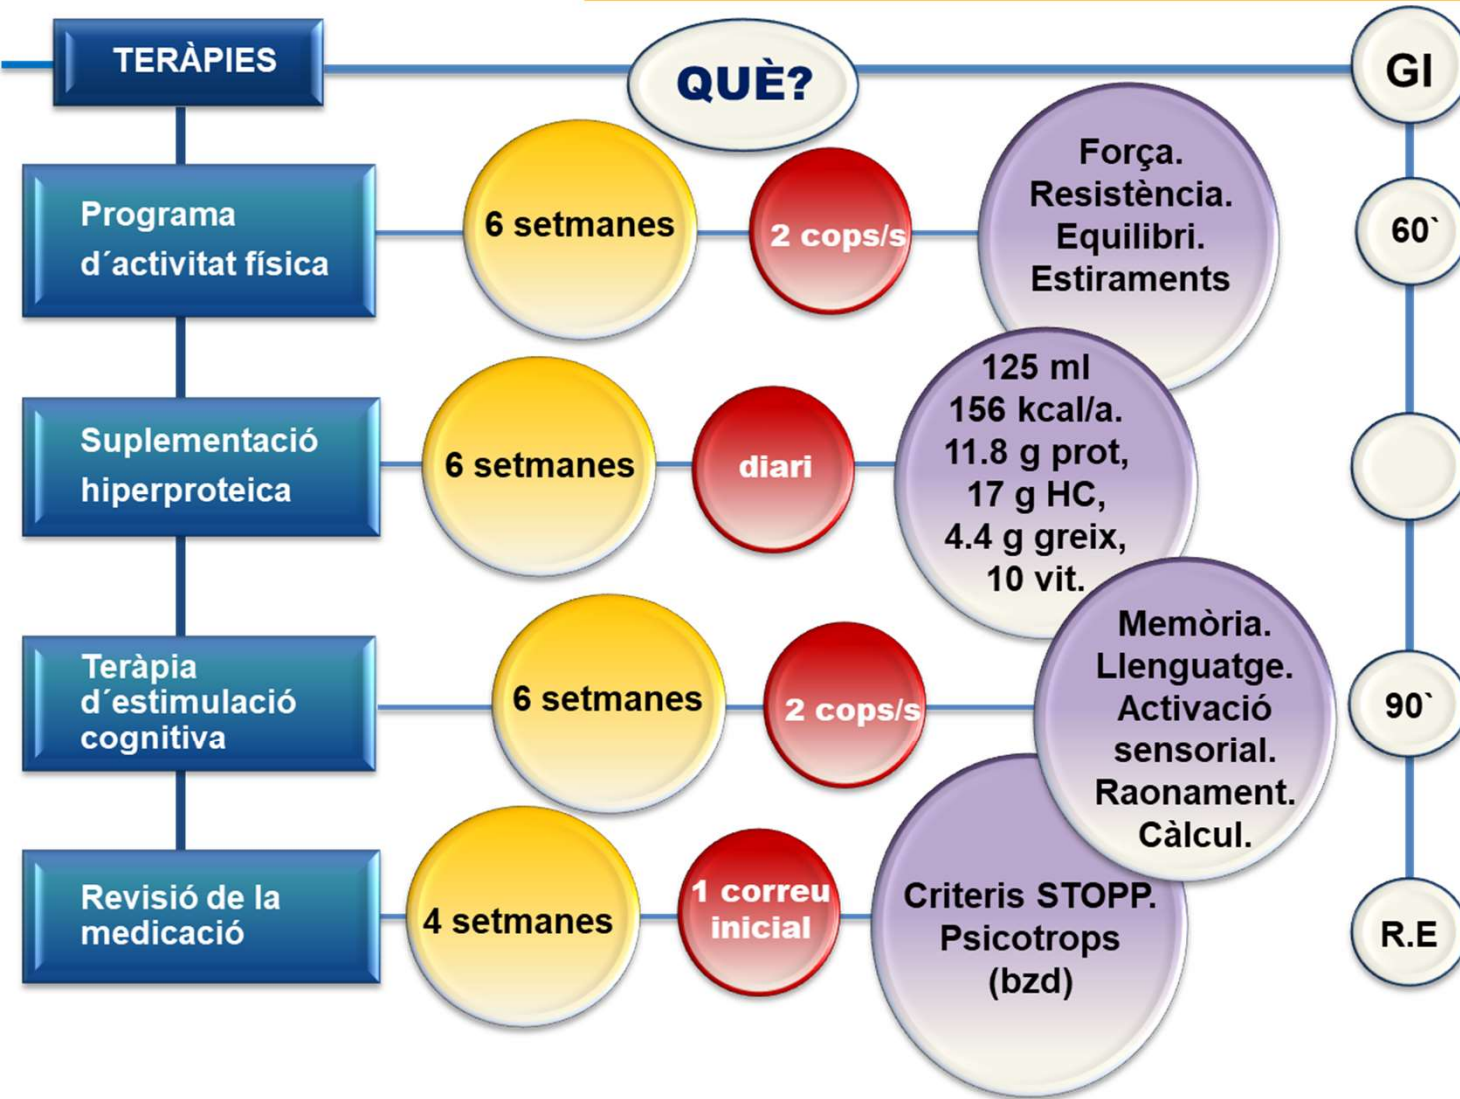 TERÀPIES
QUÈ?
GI
Programa
d´activitat física
6 setmanes
2 cops/s
Força.
Resistència.
Equilibri.
Estiraments
60`
Suplementació
hiperproteica
6 setmanes
diari
125 ml
156 kcal/a.
11.8 g prot,
17 g HC,
4.4 g greix,
10 vit.
Teràpia
d´estimulació
cognitiva
6 setmanes
2 cops/s
Memòria.
Llenguatge.
Activació
sensorial.
Raonament.
Càlcul.
90`
Revisió de la
medicació
4 setmanes
1 correu
inicial
Criteris STOPP.
Psicotrops
(bzd)
R.E